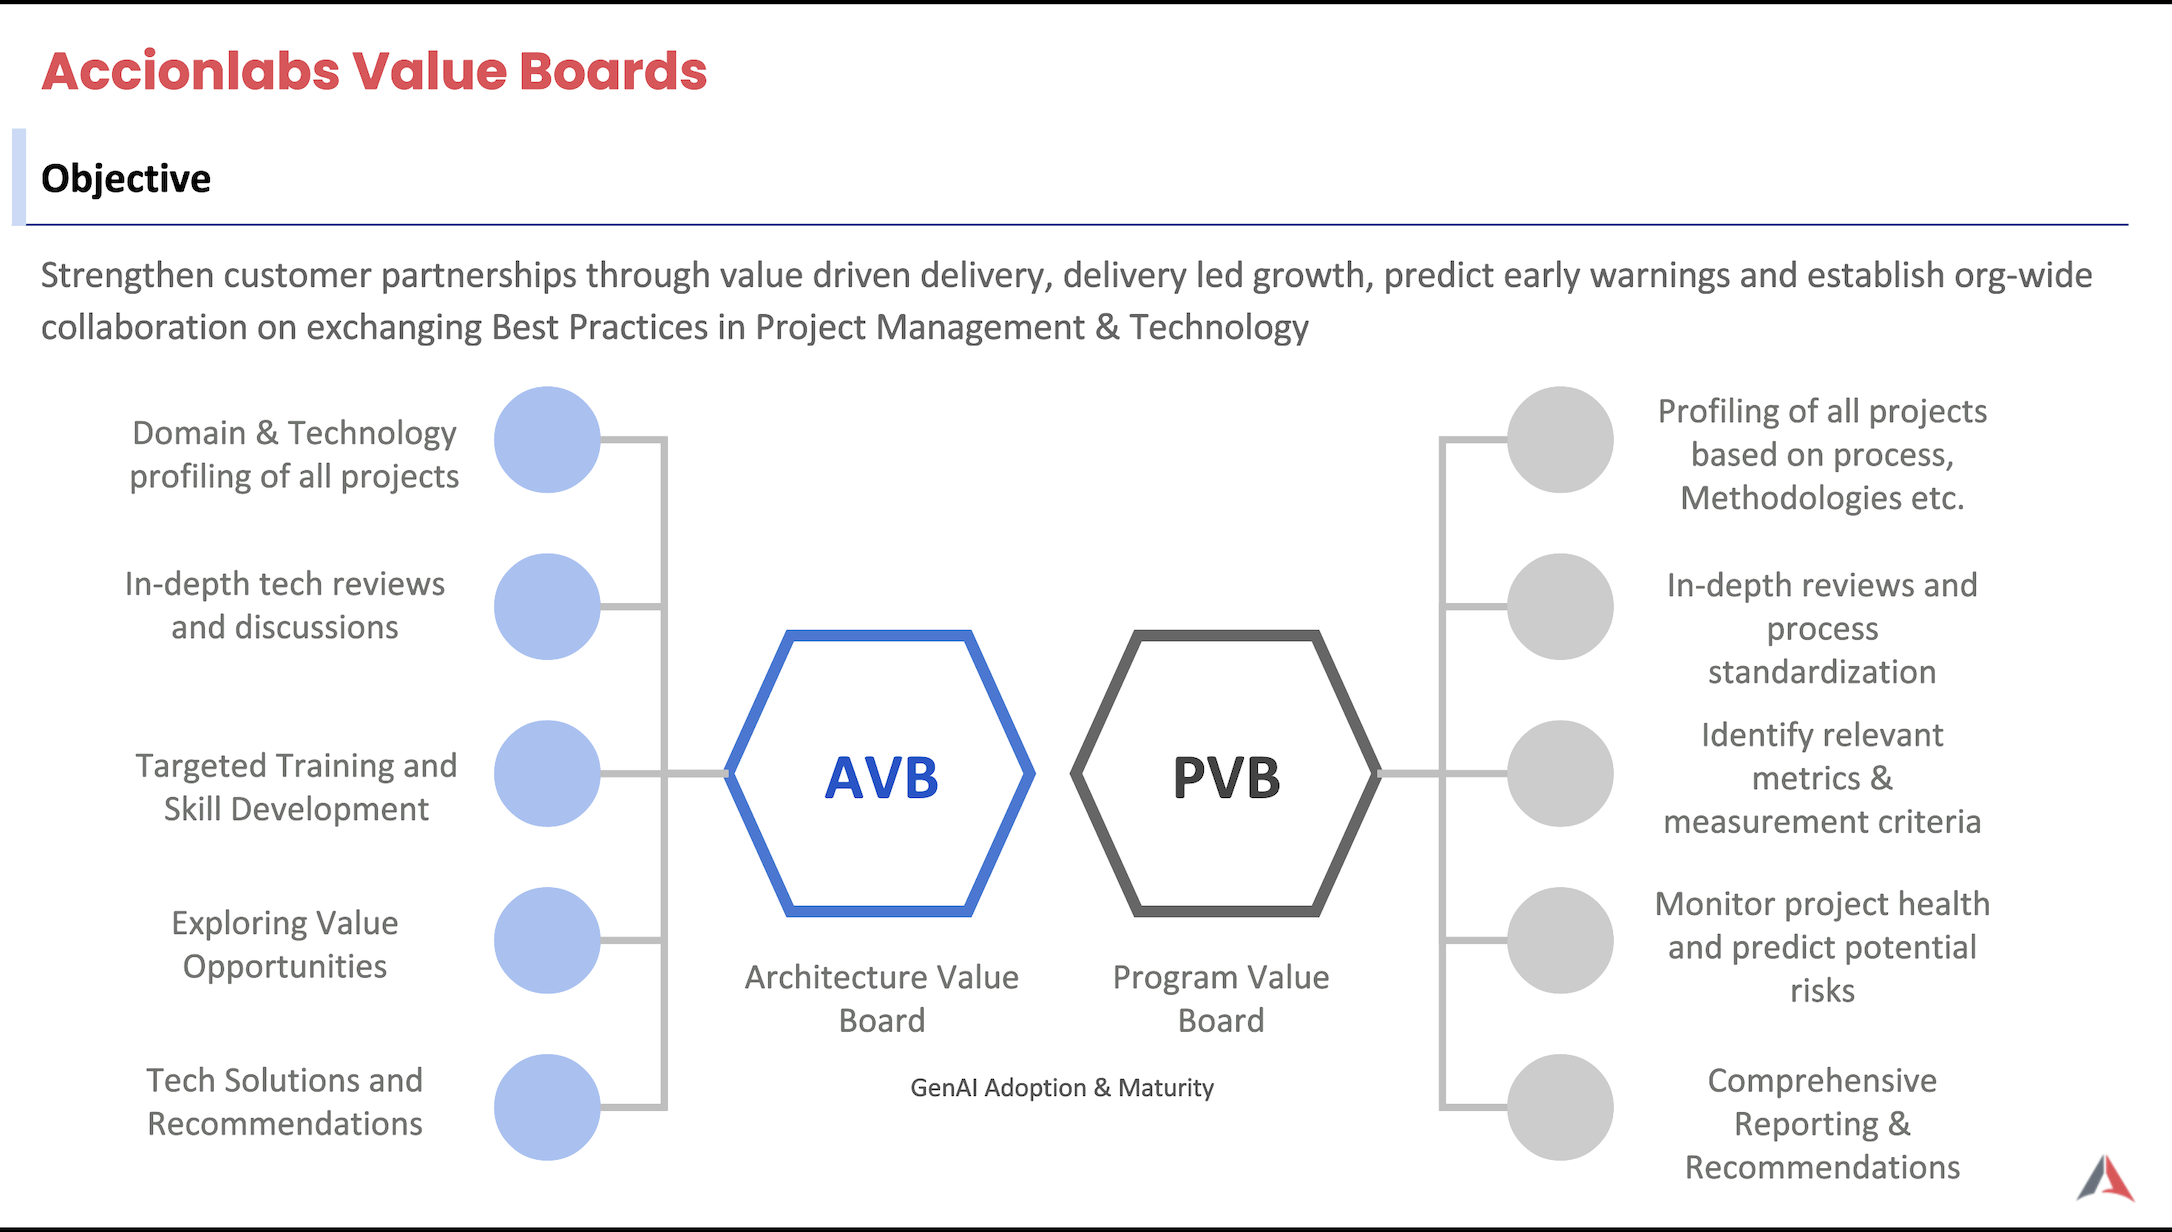 Accionlabs Value Boards
Objective
Strengthen customer partnerships through value driven delivery, delivery led growth, predict early warnings and establish org-wide
collaboration on exchanging Best Practices in Project Management & Technology
Domain & Technology
profiling of all projects
In-depth tech reviews
and discussions
Targeted Training and
Skill Development
Exploring Value
Opportunities
Tech Solutions and
Recommendations
AVB
Architecture Value
Board
PVB
Program Value
Board
GenAI Adoption & Maturity
Profiling of all projects
based on process,
Methodologies etc.
In-depth reviews and
process
standardization
Identify relevant
metrics &
measurement criteria
Monitor project health
and predict potential
risks
Comprehensive
Reporting &
Recommendations